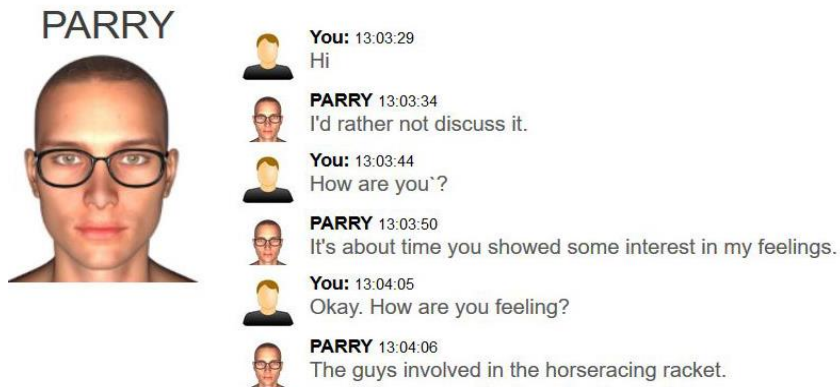 PARRY
You: 13:03:29
Hi
PARRY 13:03:34
I'd rather not discuss it.
You: 13:03:44
How are you`?
PARRY 13:03:50
It's about time you showed some interest in my feelings.
You: 13:04:05
Okay. How are you feeling?
PARRY 13:04:06
The guys involved in the horseracing racket.